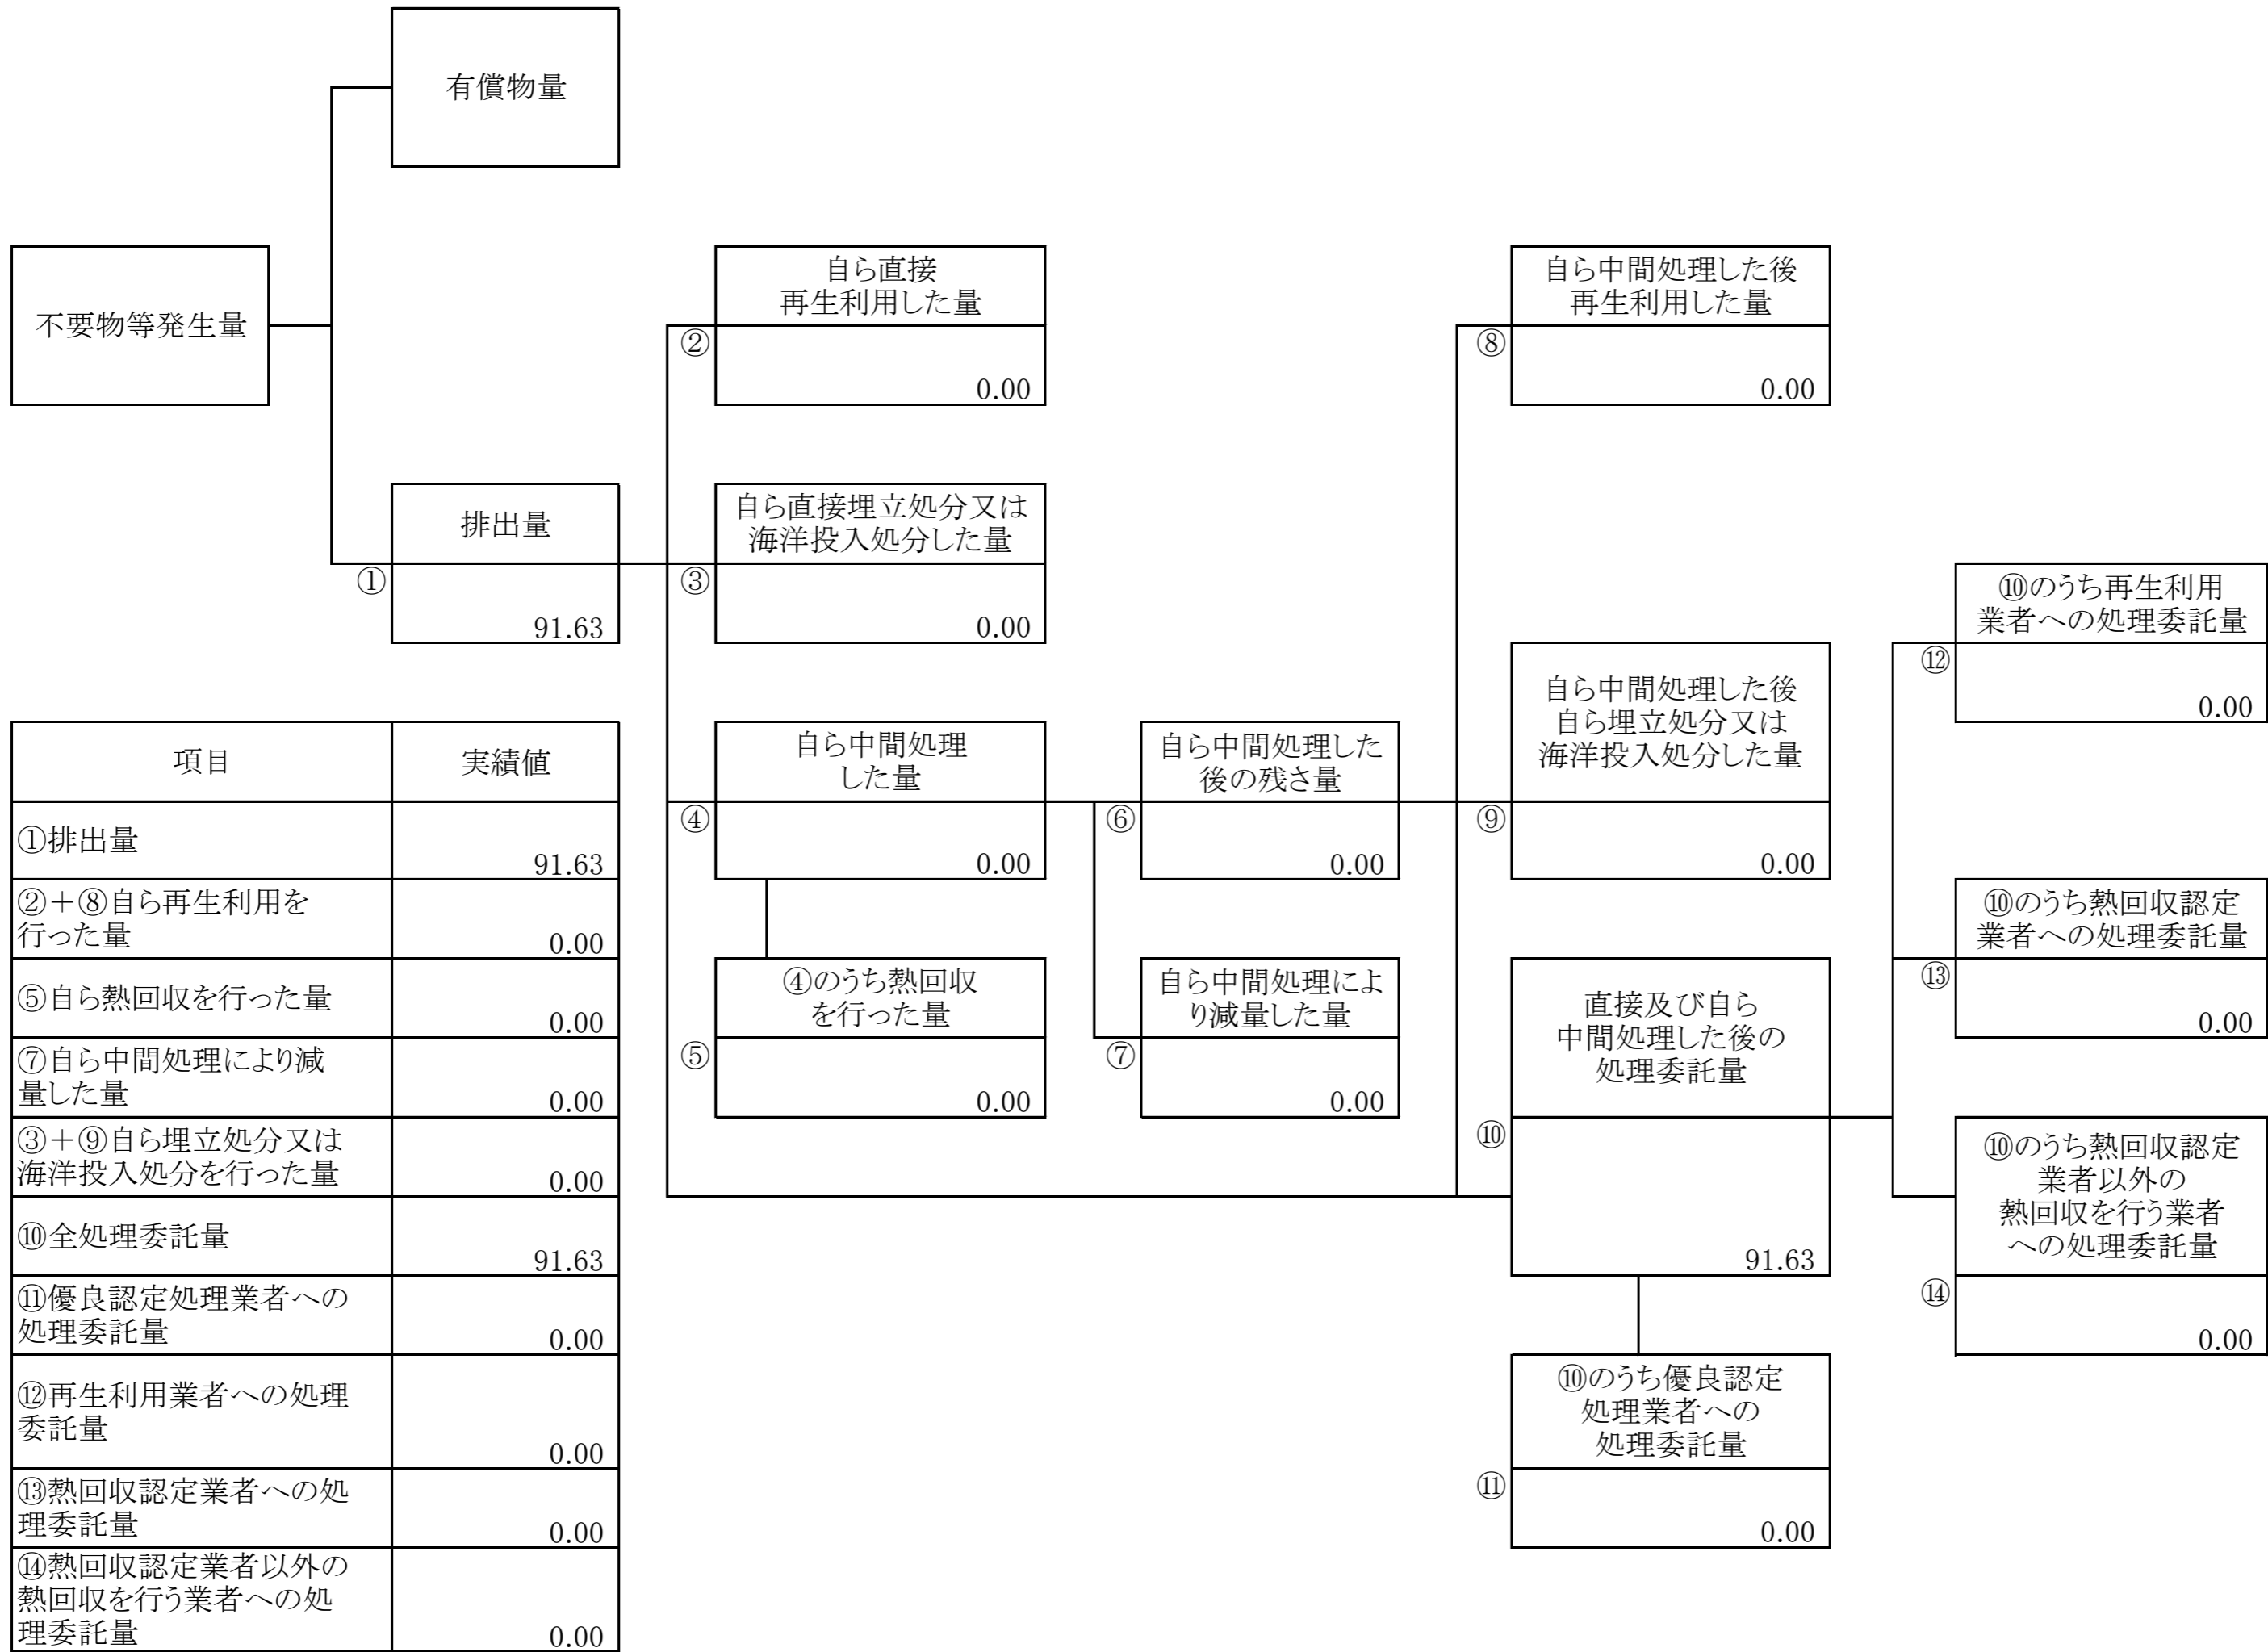 有償物量
不要物等発生量
自ら直接
再生利用した量
②
0.00
自ら中間処理した後
再生利用した量
⑧
0.00
排出量
①
91.63
自ら直接埋立処分又は
海洋投入処分した量
③
0.00
⑩のうち再生利用
業者への処理委託量
⑫
0.00
自ら中間処理
した量
④
0.00
自ら中間処理した
後の残さ量
⑥
0.00
自ら中間処理した後
自ら埋立処分又は
海洋投入処分した量
⑨
0.00
⑩のうち熱回収認定
業者への処理委託量
⑬
0.00
④のうち熱回収
を行った量
⑤
0.00
自ら中間処理によ
り減量した量
⑦
0.00
直接及び自ら
中間処理した後の
処理委託量
⑩
91.63
⑩のうち熱回収認定
業者以外の
熱回収を行う業者
への処理委託量
⑭
0.00
⑩のうち優良認定
処理業者への
処理委託量
⑪
0.00
項目
実績値
①排出量
91.63
②＋⑧自ら再生利用を
行った量
0.00
⑤自ら熱回収を行った量
0.00
⑦自ら中間処理により減
量した量
0.00
③＋⑨自ら埋立処分又は
海洋投入処分を行った量
0.00
⑩全処理委託量
91.63
⑪優良認定処理業者への
処理委託量
0.00
⑫再生利用業者への処理
委託量
0.00
⑬熱回収認定業者への処
理委託量
0.00
⑭熱回収認定業者以外の
熱回収を行う業者への処
理委託量
0.00